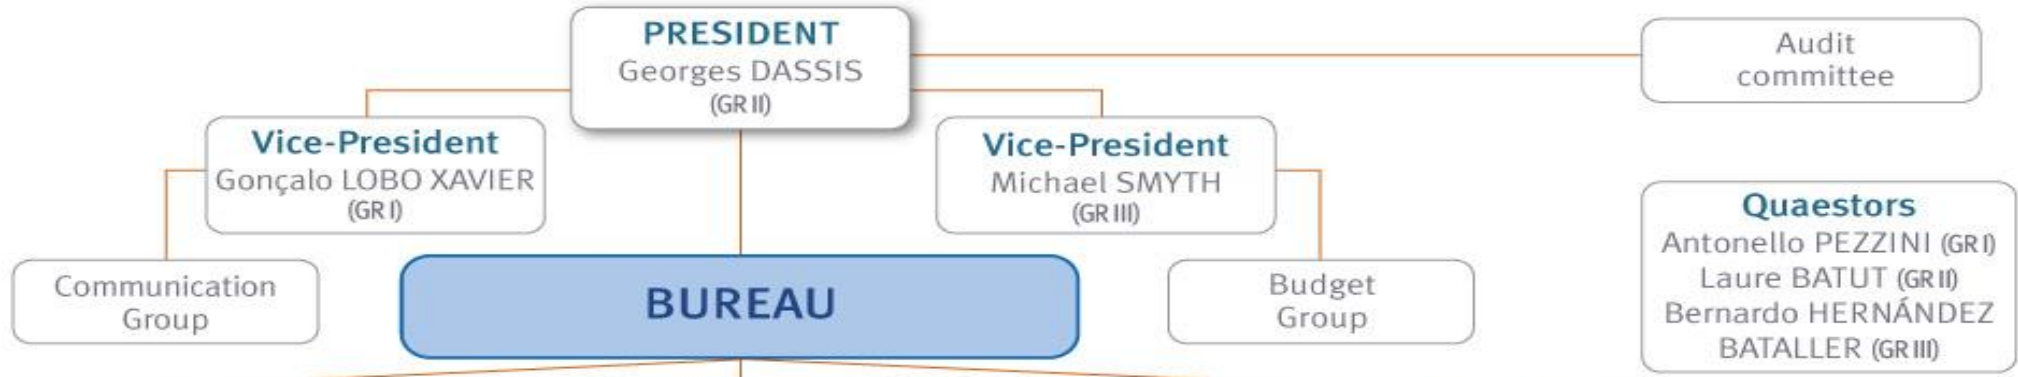 PRESIDENT
Georges DASSIS
(GR II)
Audit
committee
Vice-President
Gonçalo LOBO XAVIER
(GR I)
Vice-President
Michael SMYTH
(GR III)
Quaestors
Antonello PEZZINI (GR I)
Laure BATUT (GR II)
Bernardo HERNÁNDEZ
BATALLER (GR III)
Communication
Group
BUREAU
Budget
Group